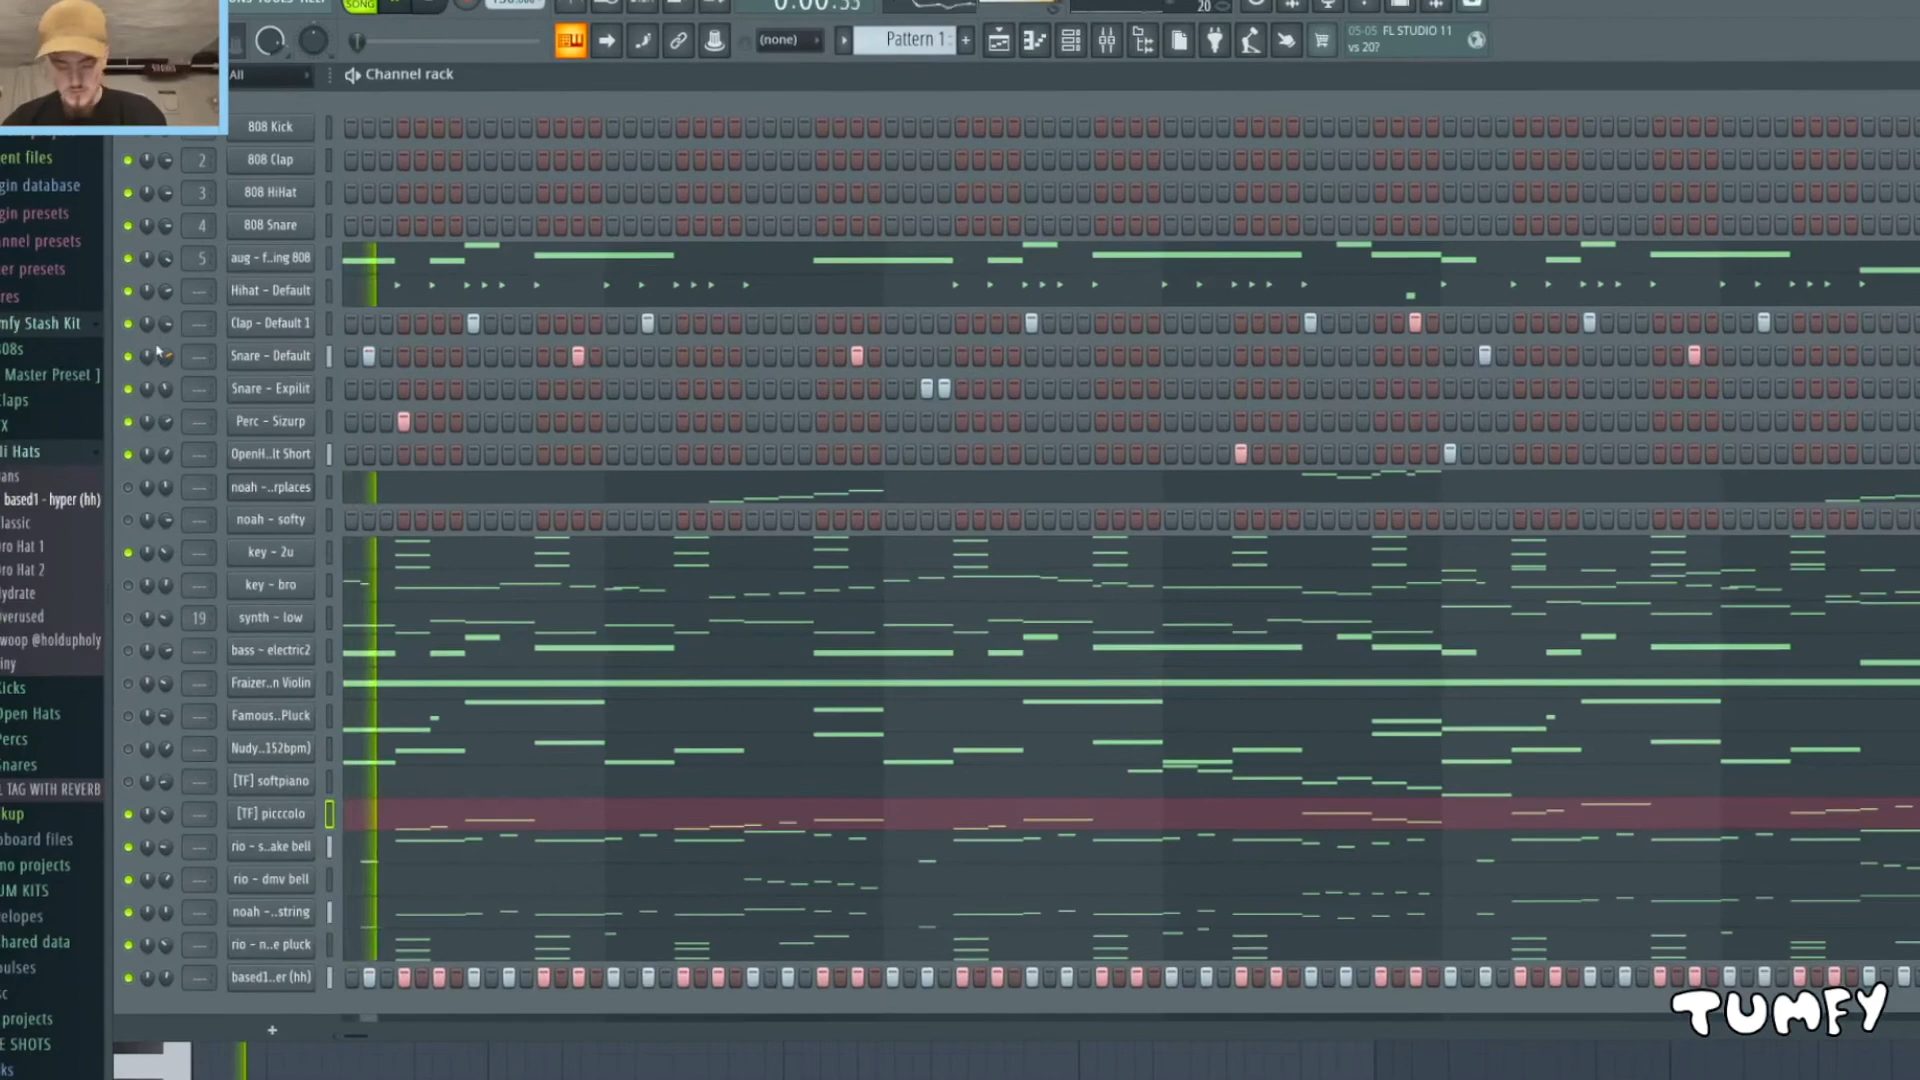 SONG
(none)
Pattern 1
+
05-05 FL STUDIO 11
vs 20?
20
All
Channel rack
808 Kick
2 808 Clap
3 808 HiHat
4 808 Snare
5 aug - f..ing 808
Hihat - Default
Clap - Default 1
Snare - Default
Snare - Expilit
Perc - Sizurp
OpenH..lt Short
noah -..rplaces
noah - softy
key - 2u
key - bro
19 synth - low
bass - electric2
Fraizer..n Violin
Famous..Pluck
Nudy..152bpm)
[TF] softpiano
[TF] picccolo
rio - s..ake bell
rio - dmv bell
noah -..string
rio - n..e pluck
based1..er (hh)
+
ent files
gin database
gin presets
nnel presets
er presets
res
mfy Stash Kit
808s
Master Preset ]
laps
X
li Hats
ans
based1 - hyper (hh)
lassic
ro Hat 1
ro Hat 2
ydrate
verused
woop @holdupholy
iny
Kicks
Open Hats
Percs
Snares
L TAG WITH REVERB
kup
board files
no projects
UM KITS
elopes
hared data
pulses
sc
projects
E SHOTS
ks
TUMFY